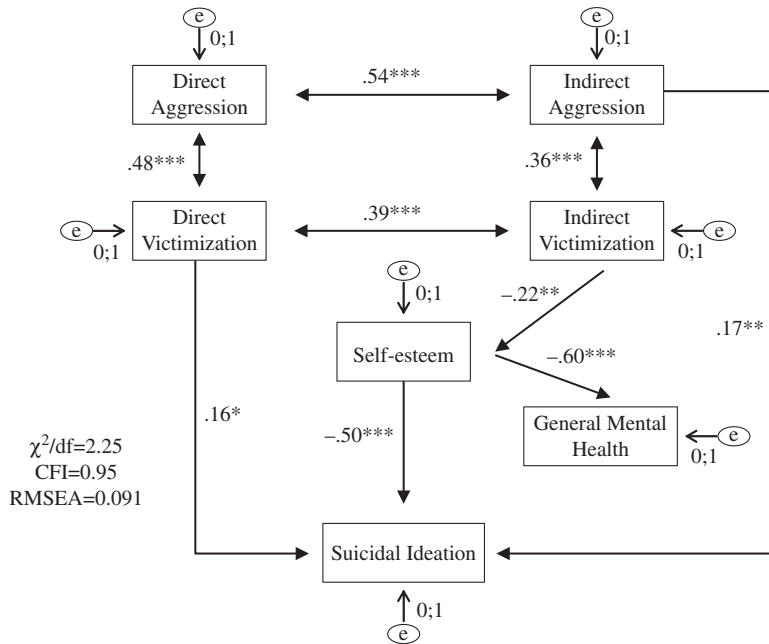 e
e
0;1
0;1
Direct
Aggression
.54***
Indirect
Aggression
.48***
.36***
e
0;1
Direct
Victimization
.39***
Indirect
Victimization
e
0;1
e
0;1
–.22**
Self-esteem
–.60***
.17**
.16*
–.50***
General Mental
Health
e
0;1
χ²/df=2.25
CFI=0.95
RMSEA=0.091
Suicidal Ideation
0;1
e